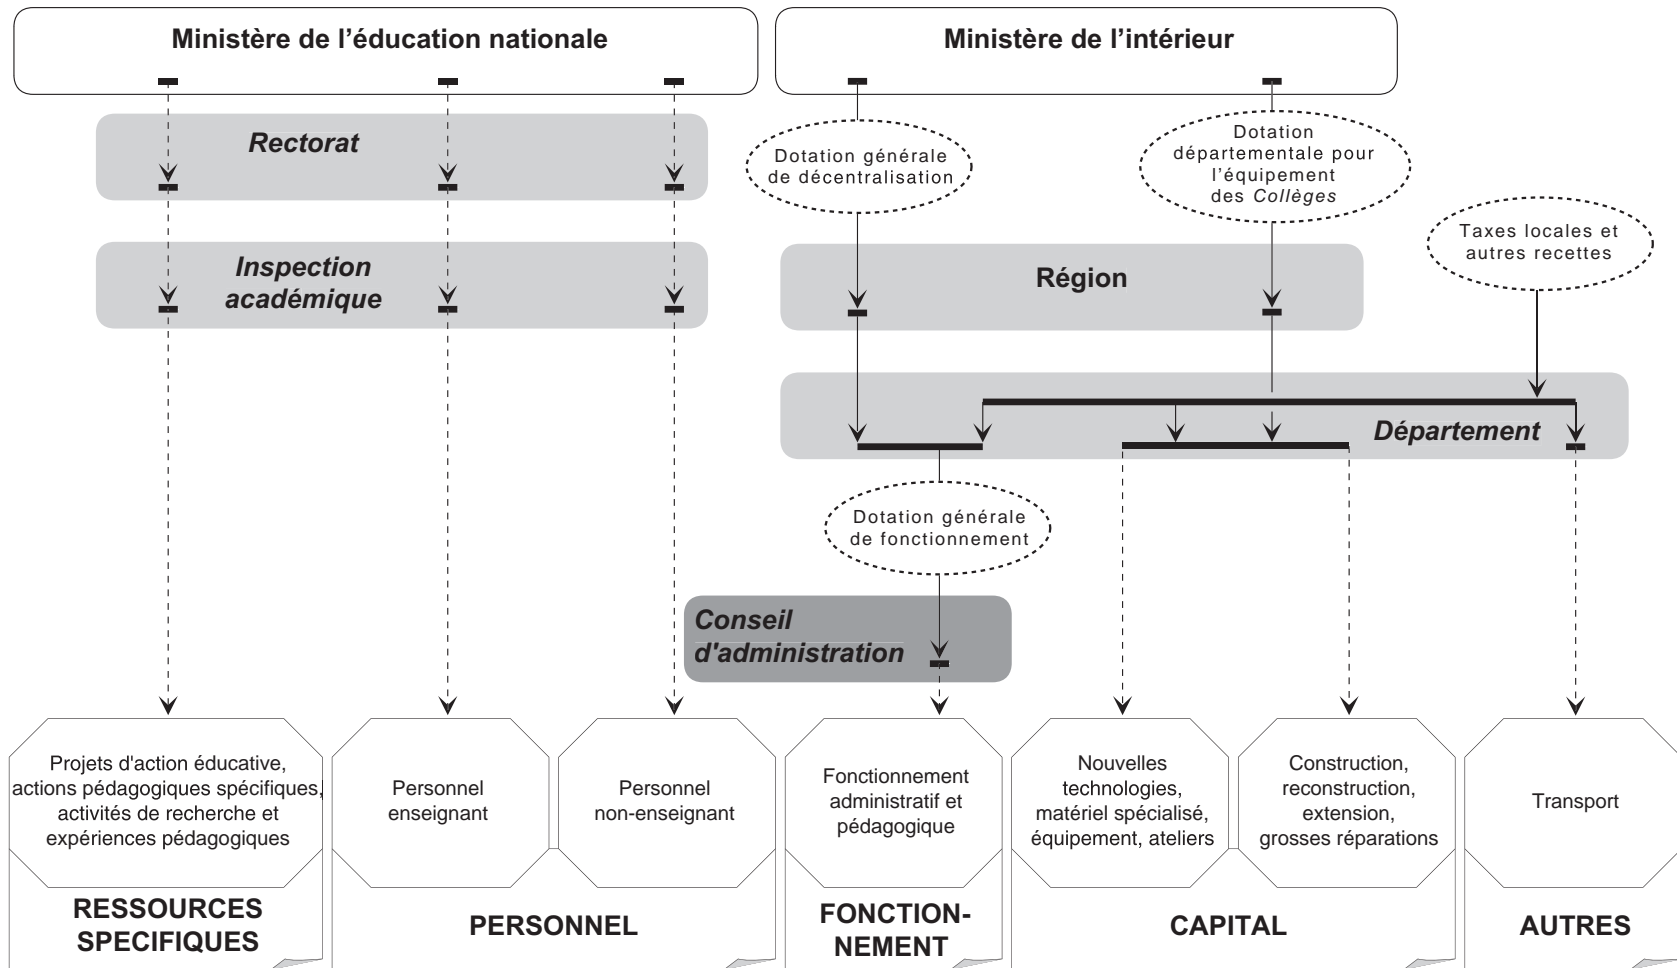 Ministère de l’éducation nationale
Ministère de l’intérieur
Rectorat
Dotation générale
de décentralisation
Dotation
départementale pour
l’équipement
des Collèges
Taxes locales et
autres recettes
Inspection
académique
Région
Département
Dotation générale
de fonctionnement
Conseil
d'administration
Projets d'action éducative,
actions pédagogiques spécifiques,
activités de recherche et
expériences pédagogiques
Personnel
enseignant
Personnel
non-enseignant
Fonctionnement
administratif et
pédagogique
Nouvelles
technologies,
matériel spécialisé,
équipement, ateliers
Construction,
reconstruction,
extension,
grosses réparations
Transport
RESSOURCES
SPECIFIQUES
PERSONNEL
FONCTION-
NEMENT
CAPITAL
AUTRES